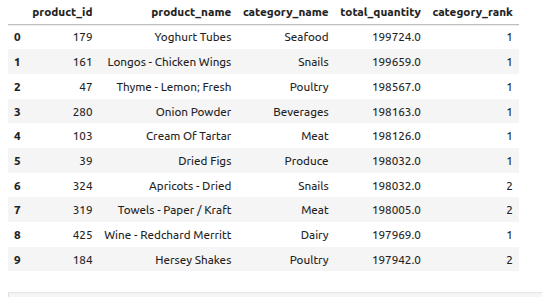 product_id product_name category_name total_quantity category_rank
0 179 Yoghurt Tubes Seafood 199724.0 1
1 161 Longos - Chicken Wings Snails 199659.0 1
2 47 Thyme - Lemon; Fresh Poultry 198567.0 1
3 280 Onion Powder Beverages 198163.0 1
4 103 Cream Of Tartar Meat 198126.0 1
5 39 Dried Figs Produce 198032.0 1
6 324 Apricots - Dried Snails 198032.0 2
7 319 Towels - Paper / Kraft Meat 198005.0 2
8 425 Wine - Redchard Merritt Dairy 197969.0 1
9 184 Hersey Shakes Poultry 197942.0 2